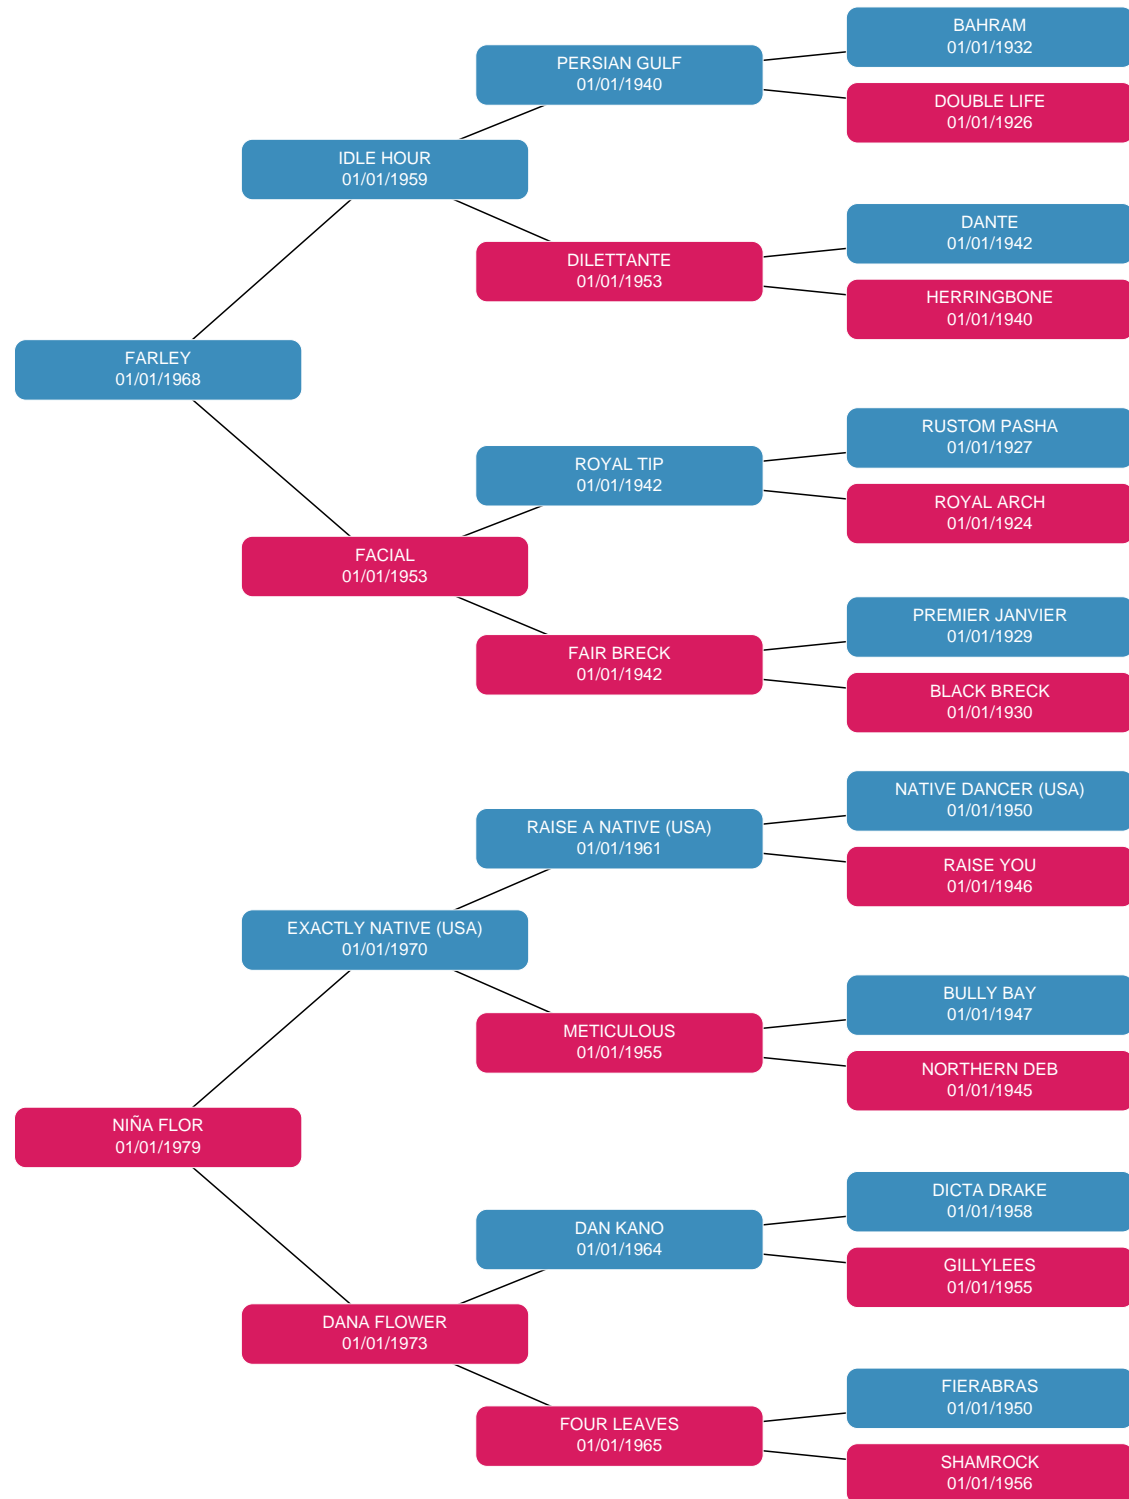 BAHRAM
01/01/1932
PERSIAN GULF
01/01/1940
DOUBLE LIFE
01/01/1926
IDLE HOUR
01/01/1959
DANTE
01/01/1942
DILETTANTE
01/01/1953
HERRINGBONE
01/01/1940
FARLEY
01/01/1968
RUSTOM PASHA
01/01/1927
ROYAL TIP
01/01/1942
ROYAL ARCH
01/01/1924
FACIAL
01/01/1953
PREMIER JANVIER
01/01/1929
FAIR BRECK
01/01/1942
BLACK BRECK
01/01/1930
NATIVE DANCER (USA)
01/01/1950
RAISE A NATIVE (USA)
01/01/1961
RAISE YOU
01/01/1946
EXACTLY NATIVE (USA)
01/01/1970
BULLY BAY
01/01/1947
METICULOUS
01/01/1955
NORTHERN DEB
01/01/1945
NIÑA FLOR
01/01/1979
DICTA DRAKE
01/01/1958
DAN KANO
01/01/1964
GILLYLEES
01/01/1955
DANA FLOWER
01/01/1973
FIERABRAS
01/01/1950
FOUR LEAVES
01/01/1965
SHAMROCK
01/01/1956